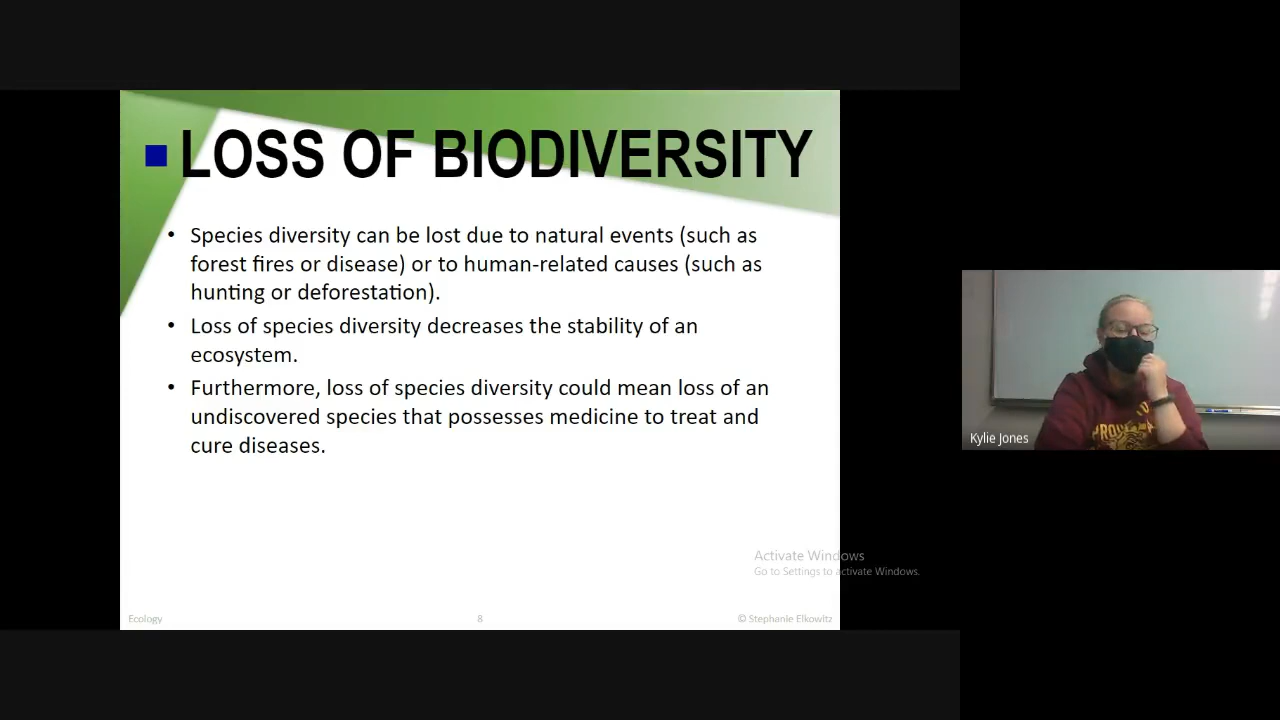 LOSS OF BIODIVERSITY
• Species diversity can be lost due to natural events (such as
forest fires or disease) or to human-related causes (such as
hunting or deforestation).
• Loss of species diversity decreases the stability of an
ecosystem.
• Furthermore, loss of species diversity could mean loss of an
undiscovered species that possesses medicine to treat and
cure diseases.
Kylie Jones
Activate Windows
Go to Settings to activate Windows.
Ecology
8
© Stephanie Elkowitz